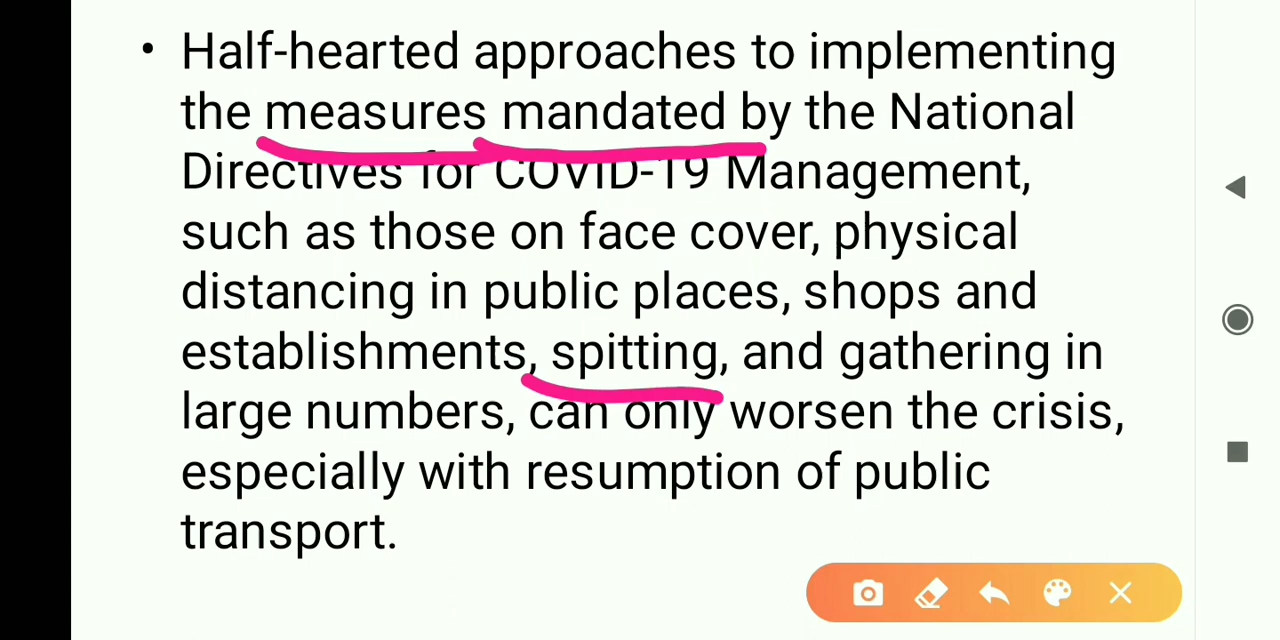 • Half-hearted approaches to implementing
the measures mandated by the National
Directives for COVID-19 Management,
such as those on face cover, physical
distancing in public places, shops and
establishments, spitting, and gathering in
large numbers, can only worsen the crisis,
especially with resumption of public
transport.